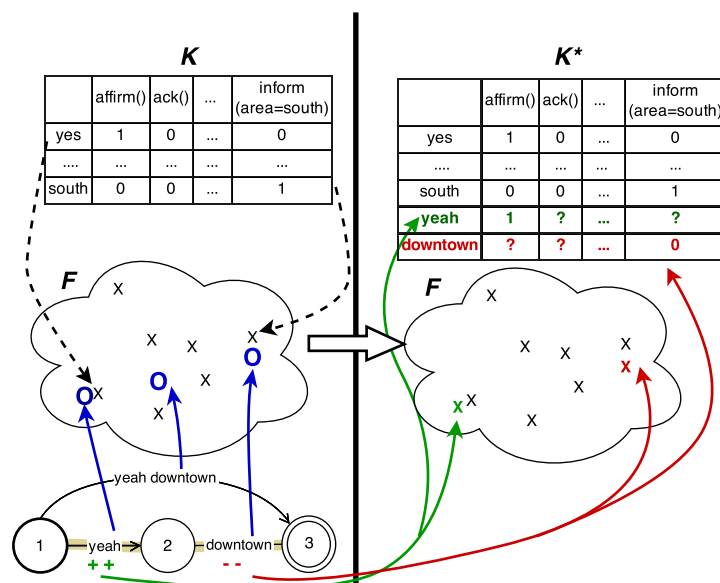 K
affirm() ack() ... inform
(area=south)
yes 1 0 ... 0
.... ... ... ... ...
south 0 0 ... 1
F
X
X
X
X
X
X
X
O
O
O
yeah downtown
1 yeah 2 downtown 3
++ --
K*
affirm() ack() ... inform
(area=south)
yes 1 0 ... 0
.... ... ... ... ...
south 0 0 ... 1
yeah 1 ? ... ?
downtown ? ? ... 0
F
X
X
X
X
X
X
X
x
x